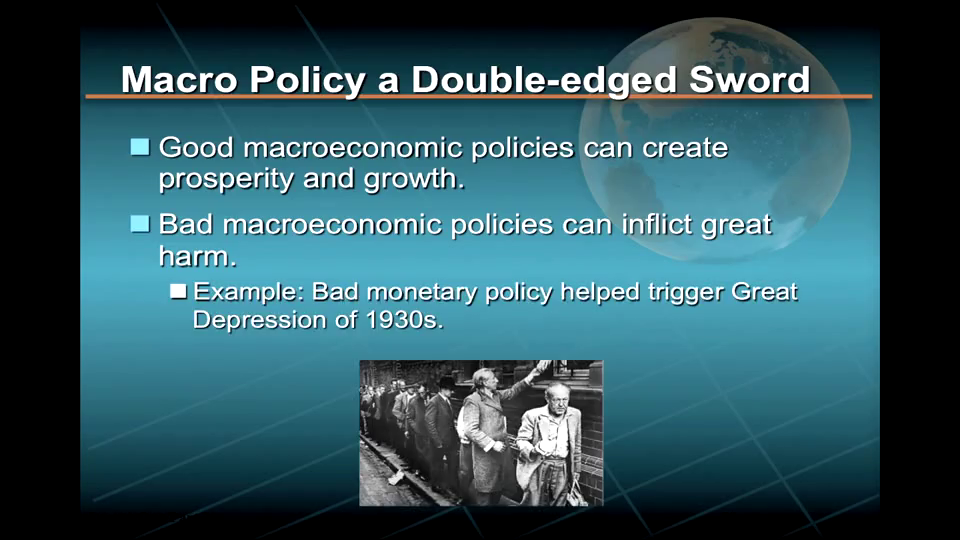 Macro Policy a Double-edged Sword
Good macroeconomic policies can create
prosperity and growth.
Bad macroeconomic policies can inflict great
harm.
Example: Bad monetary policy helped trigger Great
Depression of 1930s.